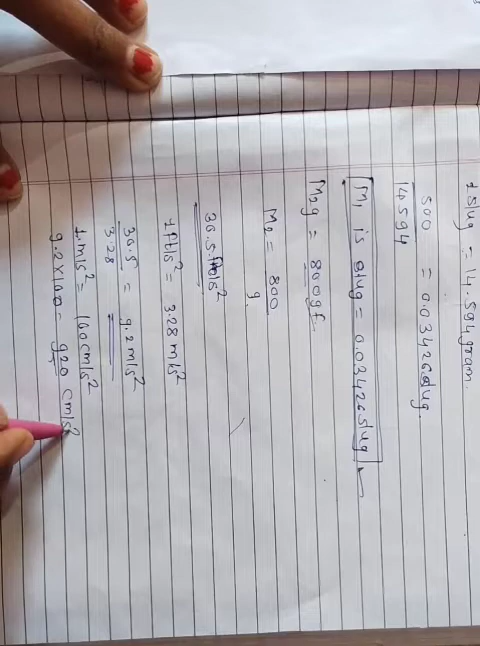 1 slug = 14.594 gram.
500/14.594 = 0.03426 slug.
M1 is slug = 0.03426 slug
M2g = 800gf.
M2 = 800/g
30.5 ft/s²
1 ft/s² = 3.28 m/s²
30.5/3.28 = 9.2 m/s²
1 m/s² = 100 cm/s²
9.2 x 100 = 920 cm/s²